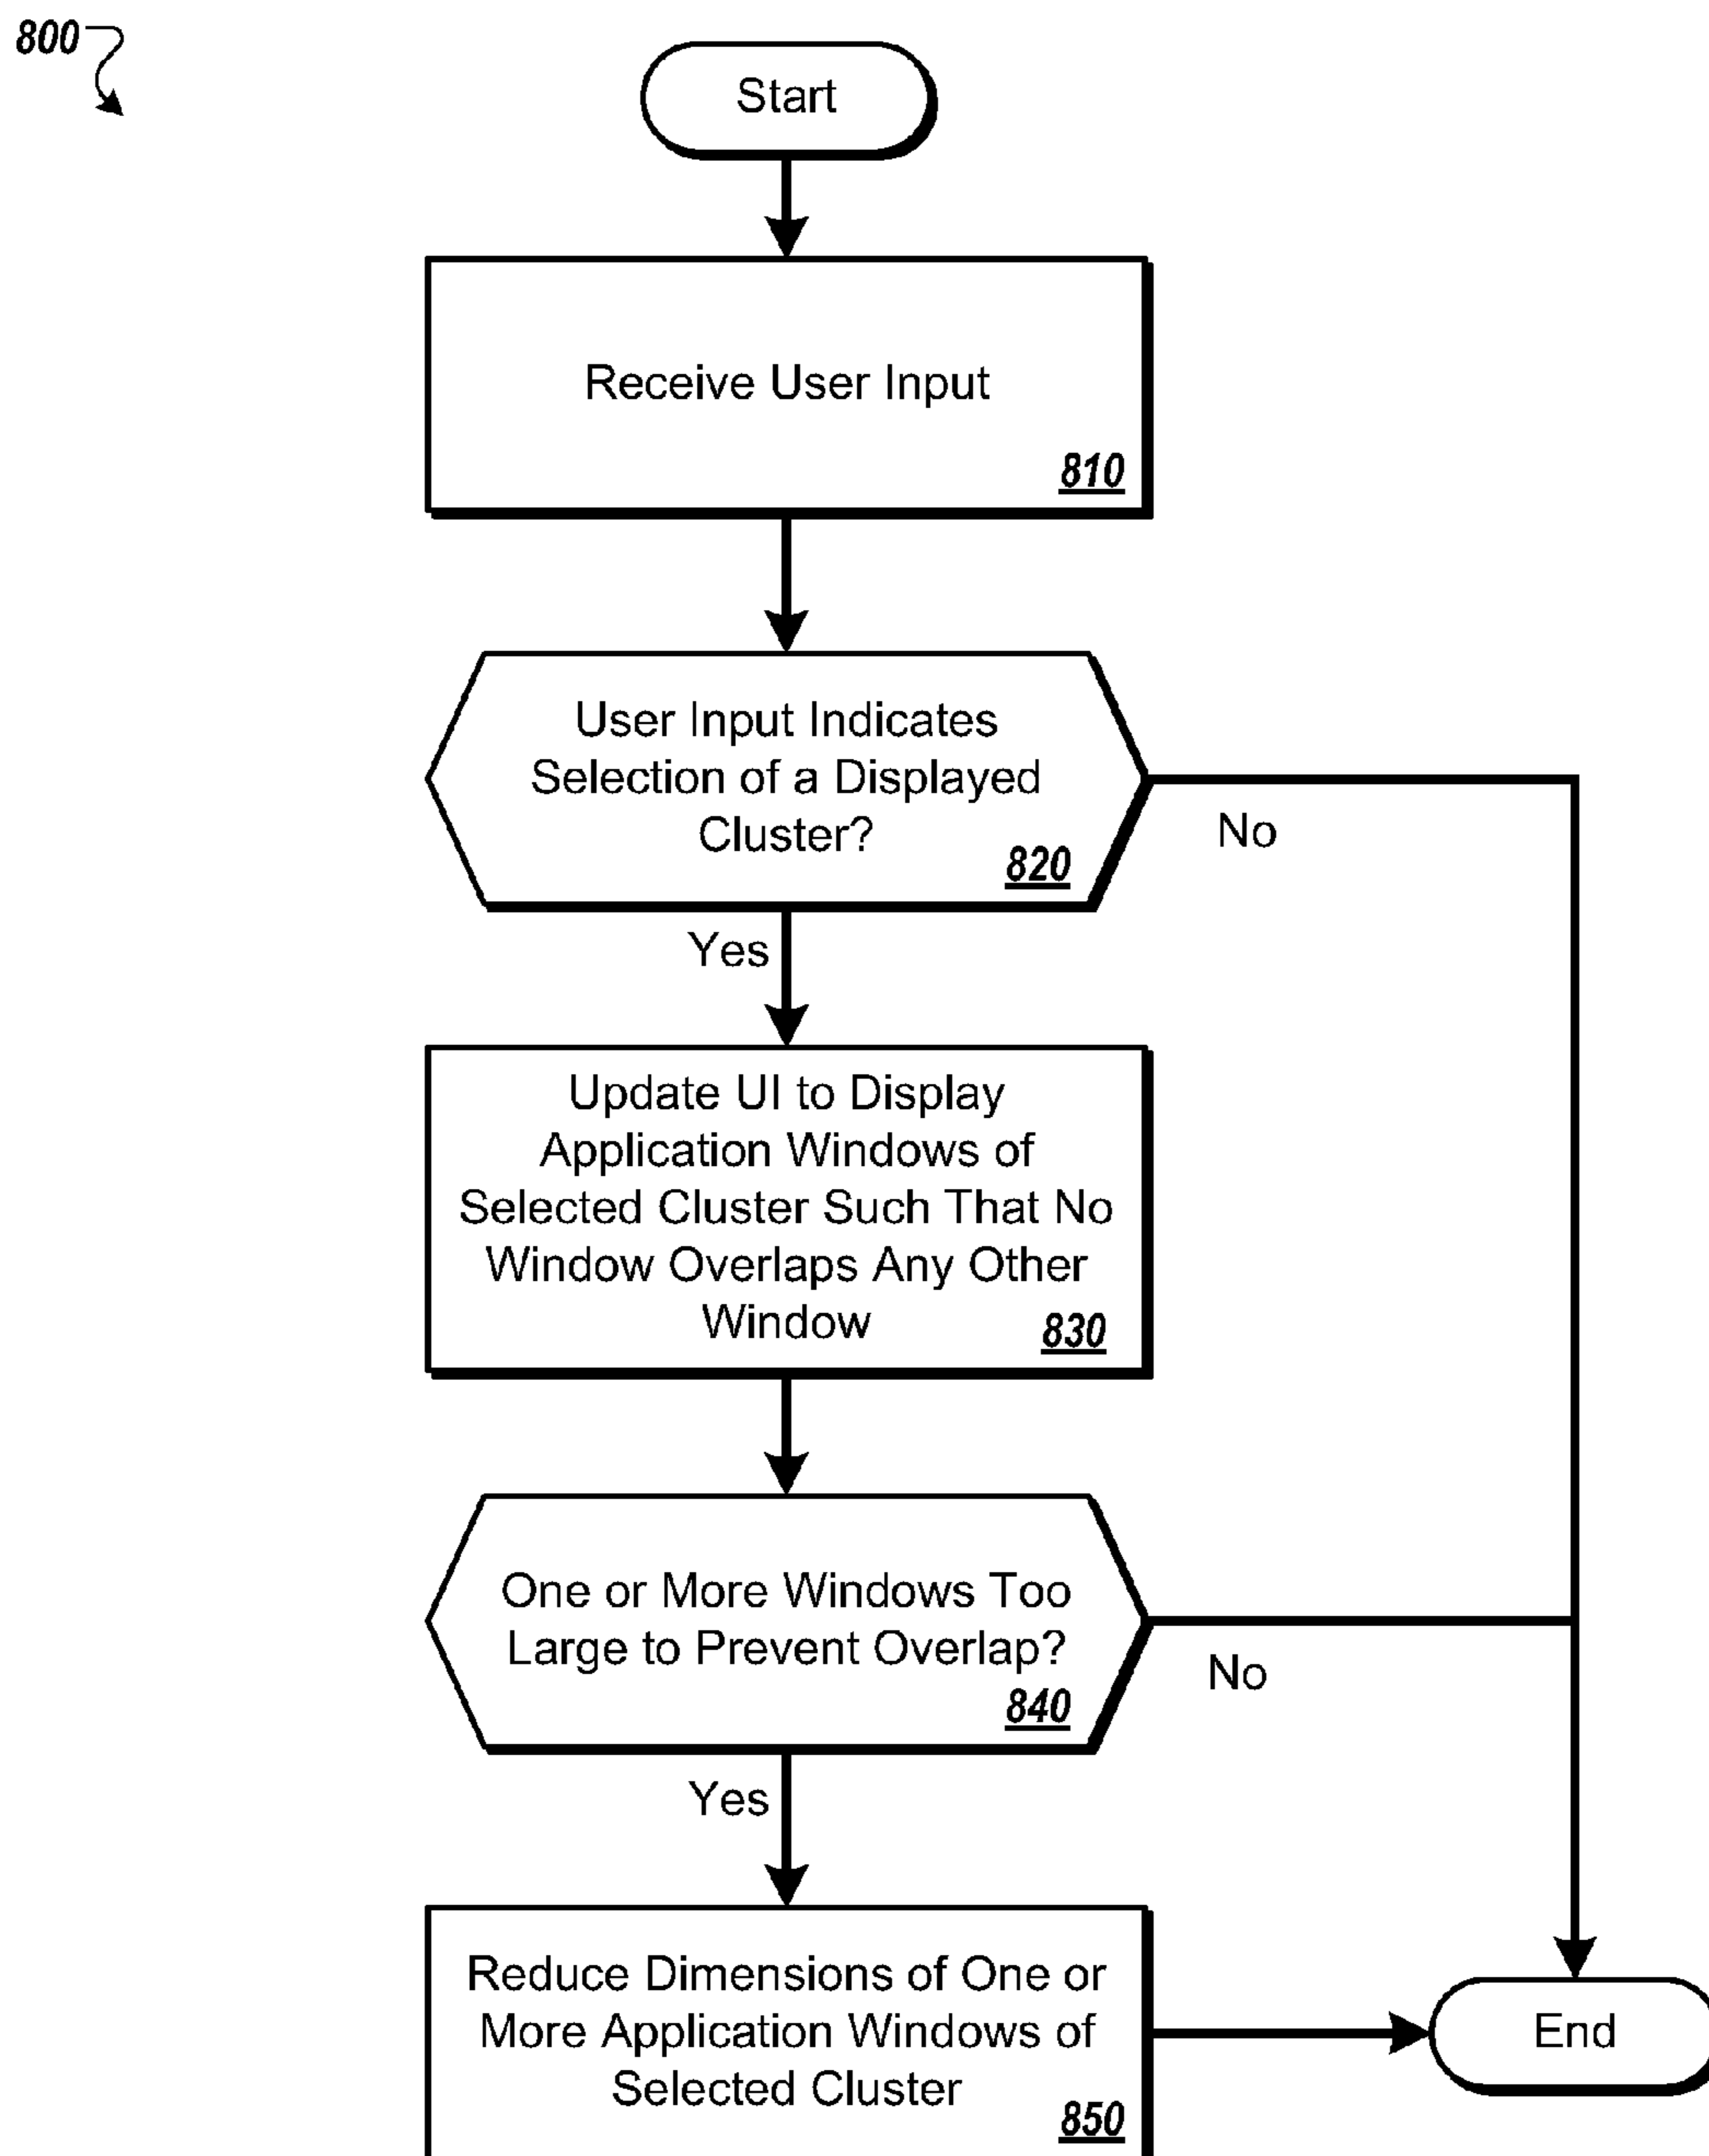 800
Start
Receive User Input
810
User Input Indicates
Selection of a Displayed
Cluster?
820
No
Yes
Update UI to Display
Application Windows of
Selected Cluster Such That No
Window Overlaps Any Other
Window
830
One or More Windows Too
Large to Prevent Overlap?
840
No
Yes
Reduce Dimensions of One or
More Application Windows of
Selected Cluster
850
End